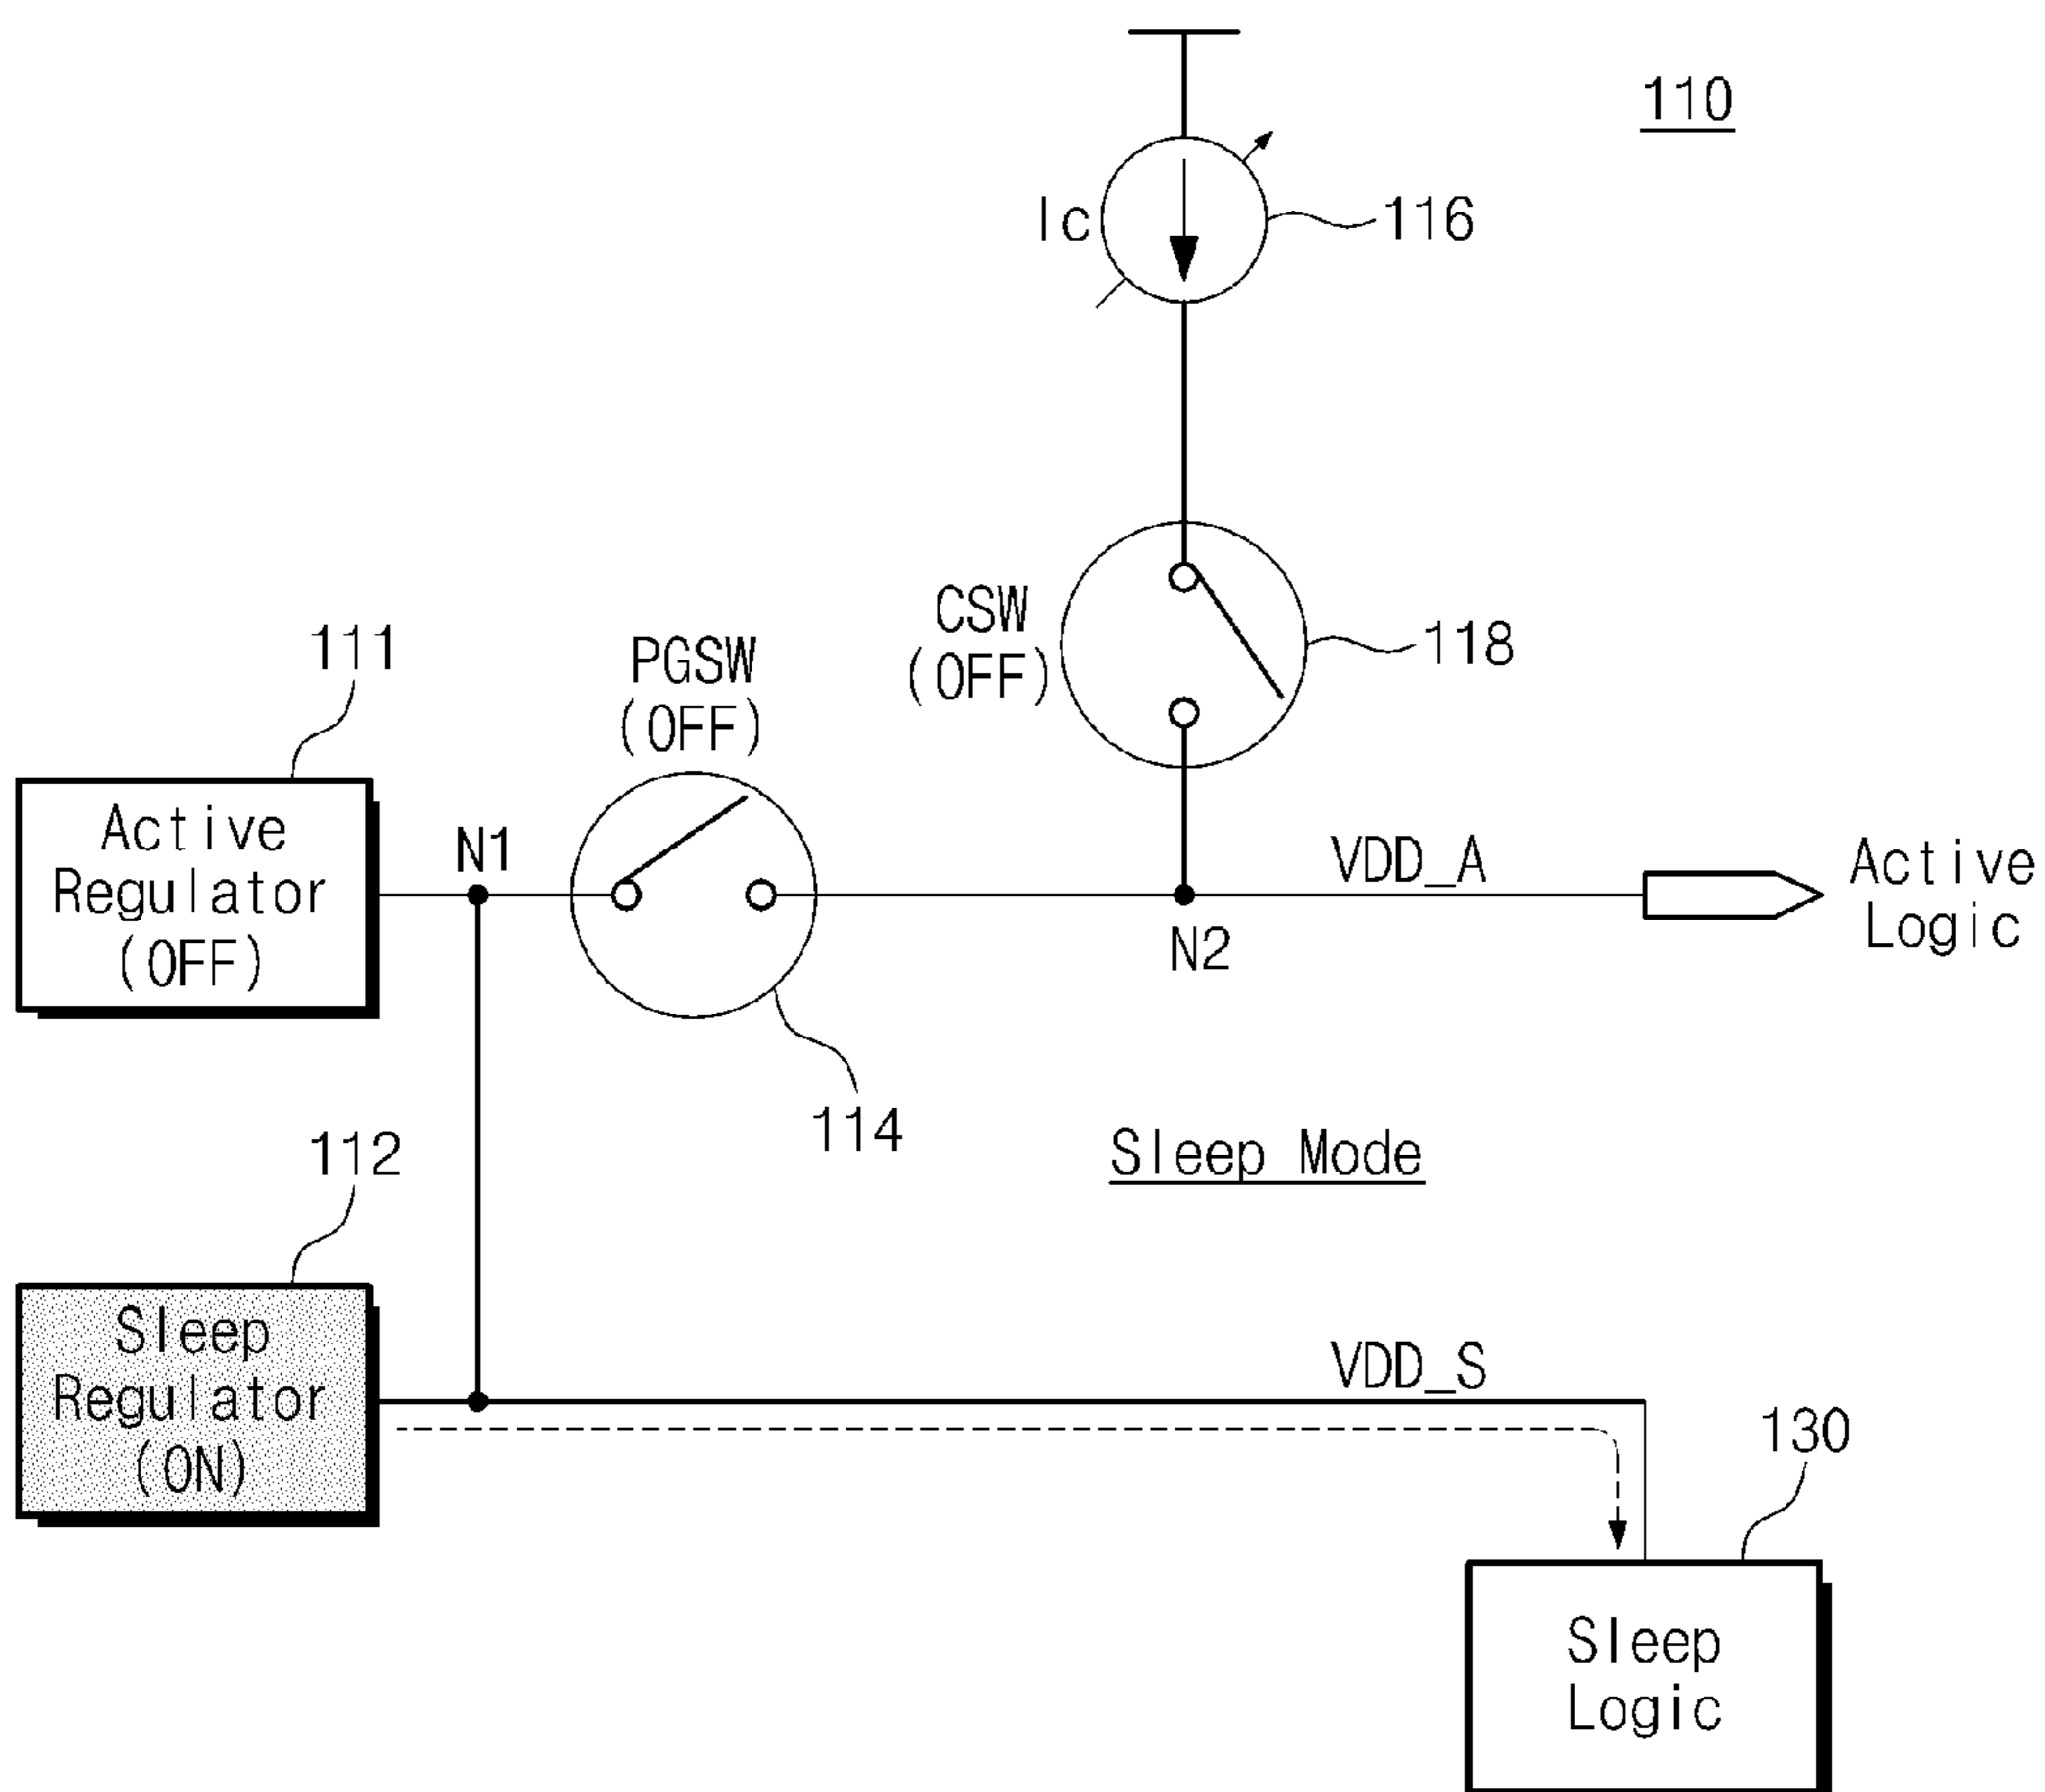 110
Ic
116
CSW
(OFF)
118
PGSW
(OFF)
111
Active
Regulator
(OFF)
N1
VDD_A
N2
Active
Logic
114
Sleep Mode
112
Sleep
Regulator
(ON)
VDD_S
130
Sleep
Logic